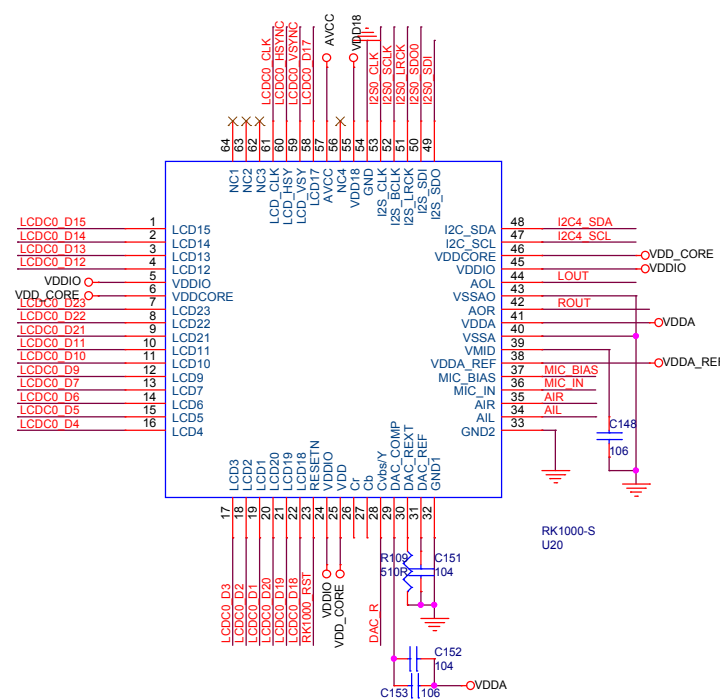 LCDC0_CLK
LCDC0_HSYNC
LCDC0_VSYNC
LCDC0_D17
AVCC
VDD18
I2S0_CLK
I2S0_SCLK
I2S0_LRCK
I2S0_SDO0
I2S0_SDI
64 63 62 61 60 59 58 57 56 55 54 53 52 51 50 49
NC1
NC2
NC3
LCD_CLK
LCD_HSY
LCD_VSY
LCD17
AVCC
NC4
VDD18
GND
I2S_CLK
I2S_BCLK
I2S_LRCK
I2S_SDI
I2S_SDO
LCDC0_D15 1 LCD15
LCDC0_D14 2 LCD14
LCDC0_D13 3 LCD13
LCDC0_D12 4 LCD12
VDDIO 5 VDDIO
VDD_CORE 6 VDDCORE
LCDC0_D23 7 LCD23
LCDC0_D22 8 LCD22
LCDC0_D21 9 LCD21
LCDC0_D11 10 LCD11
LCDC0_D10 11 LCD10
LCDC0_D9 12 LCD9
LCDC0_D7 13 LCD7
LCDC0_D6 14 LCD6
LCDC0_D5 15 LCD5
LCDC0_D4 16 LCD4
I2C_SDA 48 I2C4_SDA
I2C_SCL 47 I2C4_SCL
VDDCORE 46 VDD_CORE
VDDIO 45 VDDIO
AOL 44 LOUT
VSSAO 43
AOR 42 ROUT
VDDA 41 VDDA
VSSA 40
VMID 39
VDDA_REF 38 VDDA_REF
MIC_BIAS 37 MIC_BIAS
MIC_IN 36 MIC_IN
AIR 35 AIR
AIL 34 AIL
GND2 33
C148
106
LCD3
LCD2
LCD1
LCD20
LCD19
LCD18
RESETN
VDDIO
VDD
Cr
Cb
Cvbs/Y
DAC_COMP
DAC_REXT
DAC_REF
GND1
17 18 19 20 21 22 23 24 25 26 27 28 29 30 31 32
RK1000-S
U20
LCDC0_D3
LCDC0_D2
LCDC0_D1
LCDC0_D20
LCDC0_D19
LCDC0_D18
RK1000_RST
VDDIO
VDD_CORE
DAC_R
R109
510R
C151
104
C152
104
VDDA
C153
106